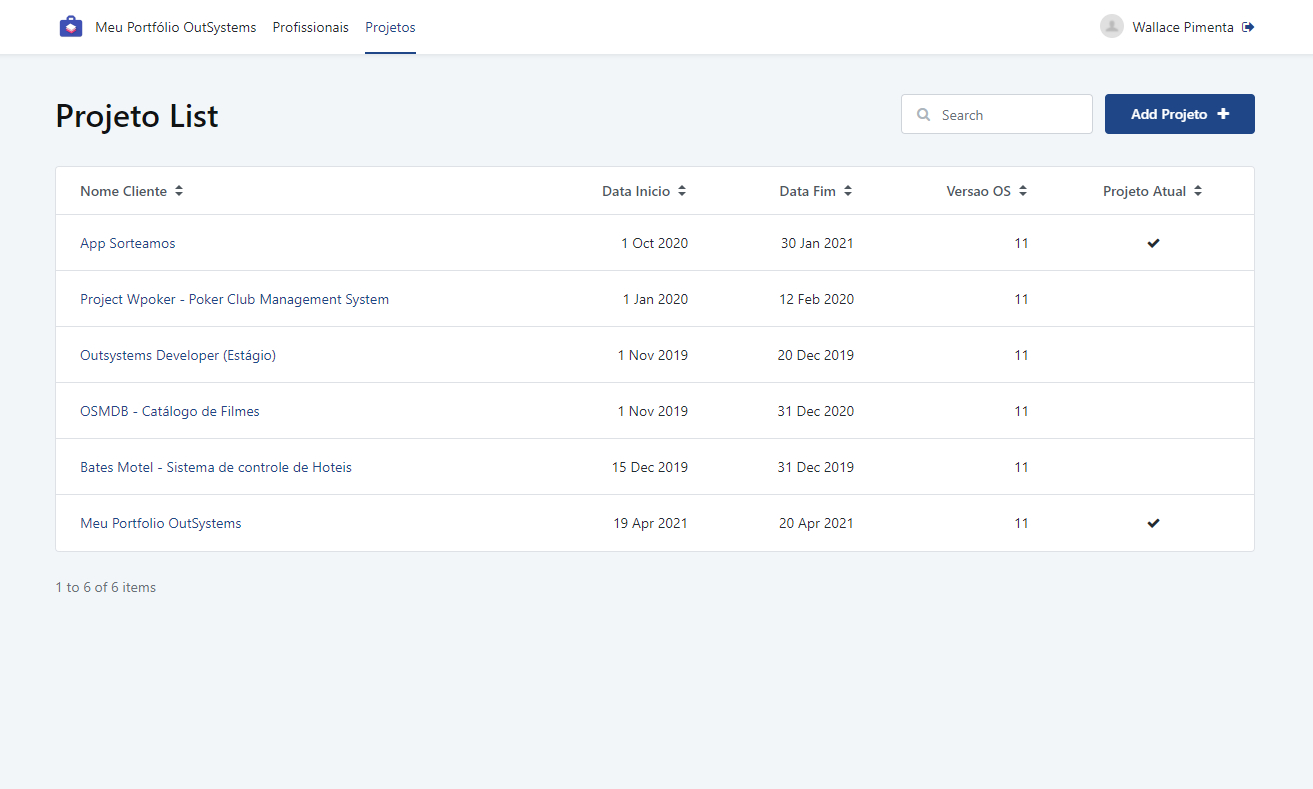 Meu Portfólio OutSystems Profissionais Projetos Wallace Pimenta
Projeto List Search Add Projeto
Nome Cliente Data Inicio Data Fim Versao OS Projeto Atual
App Sorteamos 1 Oct 2020 30 Jan 2021 11
Project Wpoker - Poker Club Management System 1 Jan 2020 12 Feb 2020 11
Outsystems Developer (Estágio) 1 Nov 2019 20 Dec 2019 11
OSMDB - Catálogo de Filmes 1 Nov 2019 31 Dec 2020 11
Bates Motel - Sistema de controle de Hoteis 15 Dec 2019 31 Dec 2019 11
Meu Portfolio OutSystems 19 Apr 2021 20 Apr 2021 11
1 to 6 of 6 items